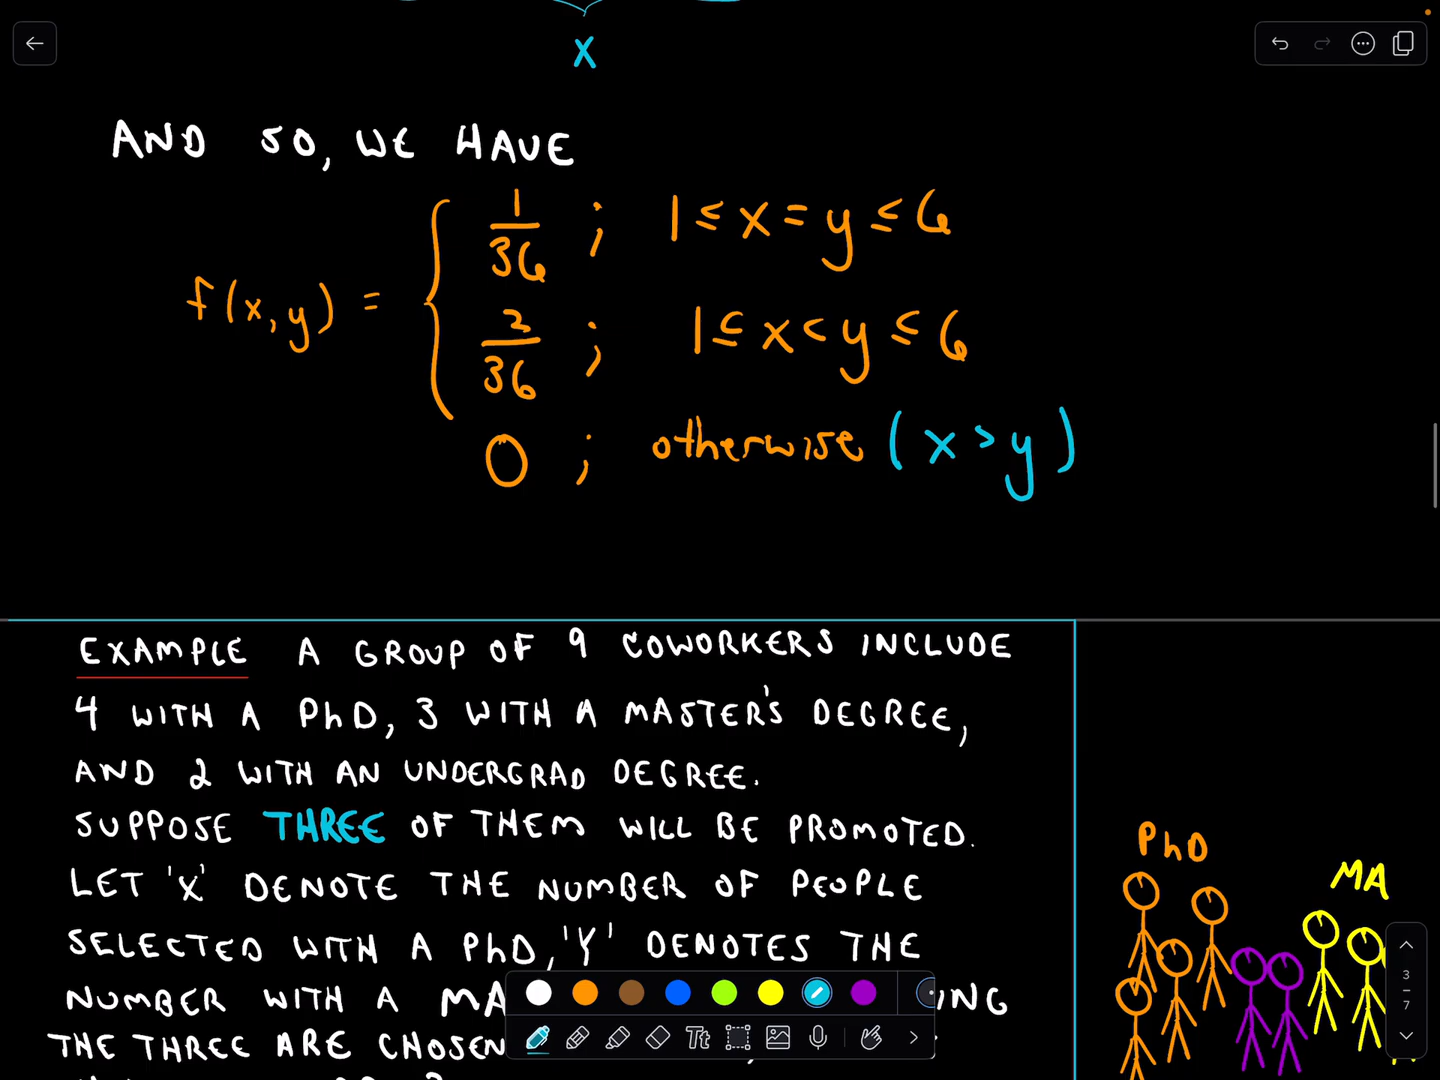 X
AND SO, WE HAVE
1/36 ; 1 ≤ x = y ≤ 6
f(x,y) =
2/36 ; 1 ≤ x < y ≤ 6
0 ; otherwise (x > y)
EXAMPLE A GROUP OF 9 COWORKERS INCLUDE
4 WITH A PhD, 3 WITH A MASTER'S DEGREE,
AND 2 WITH AN UNDERGRAD DEGREE.
SUPPOSE THREE OF THEM WILL BE PROMOTED.
LET 'X' DENOTE THE NUMBER OF PEOPLE
SELECTED WITH A PhD, 'Y' DENOTES THE
NUMBER WITH A
THE THREE ARE CHOSEN
PhD
MA
3
7
Tt